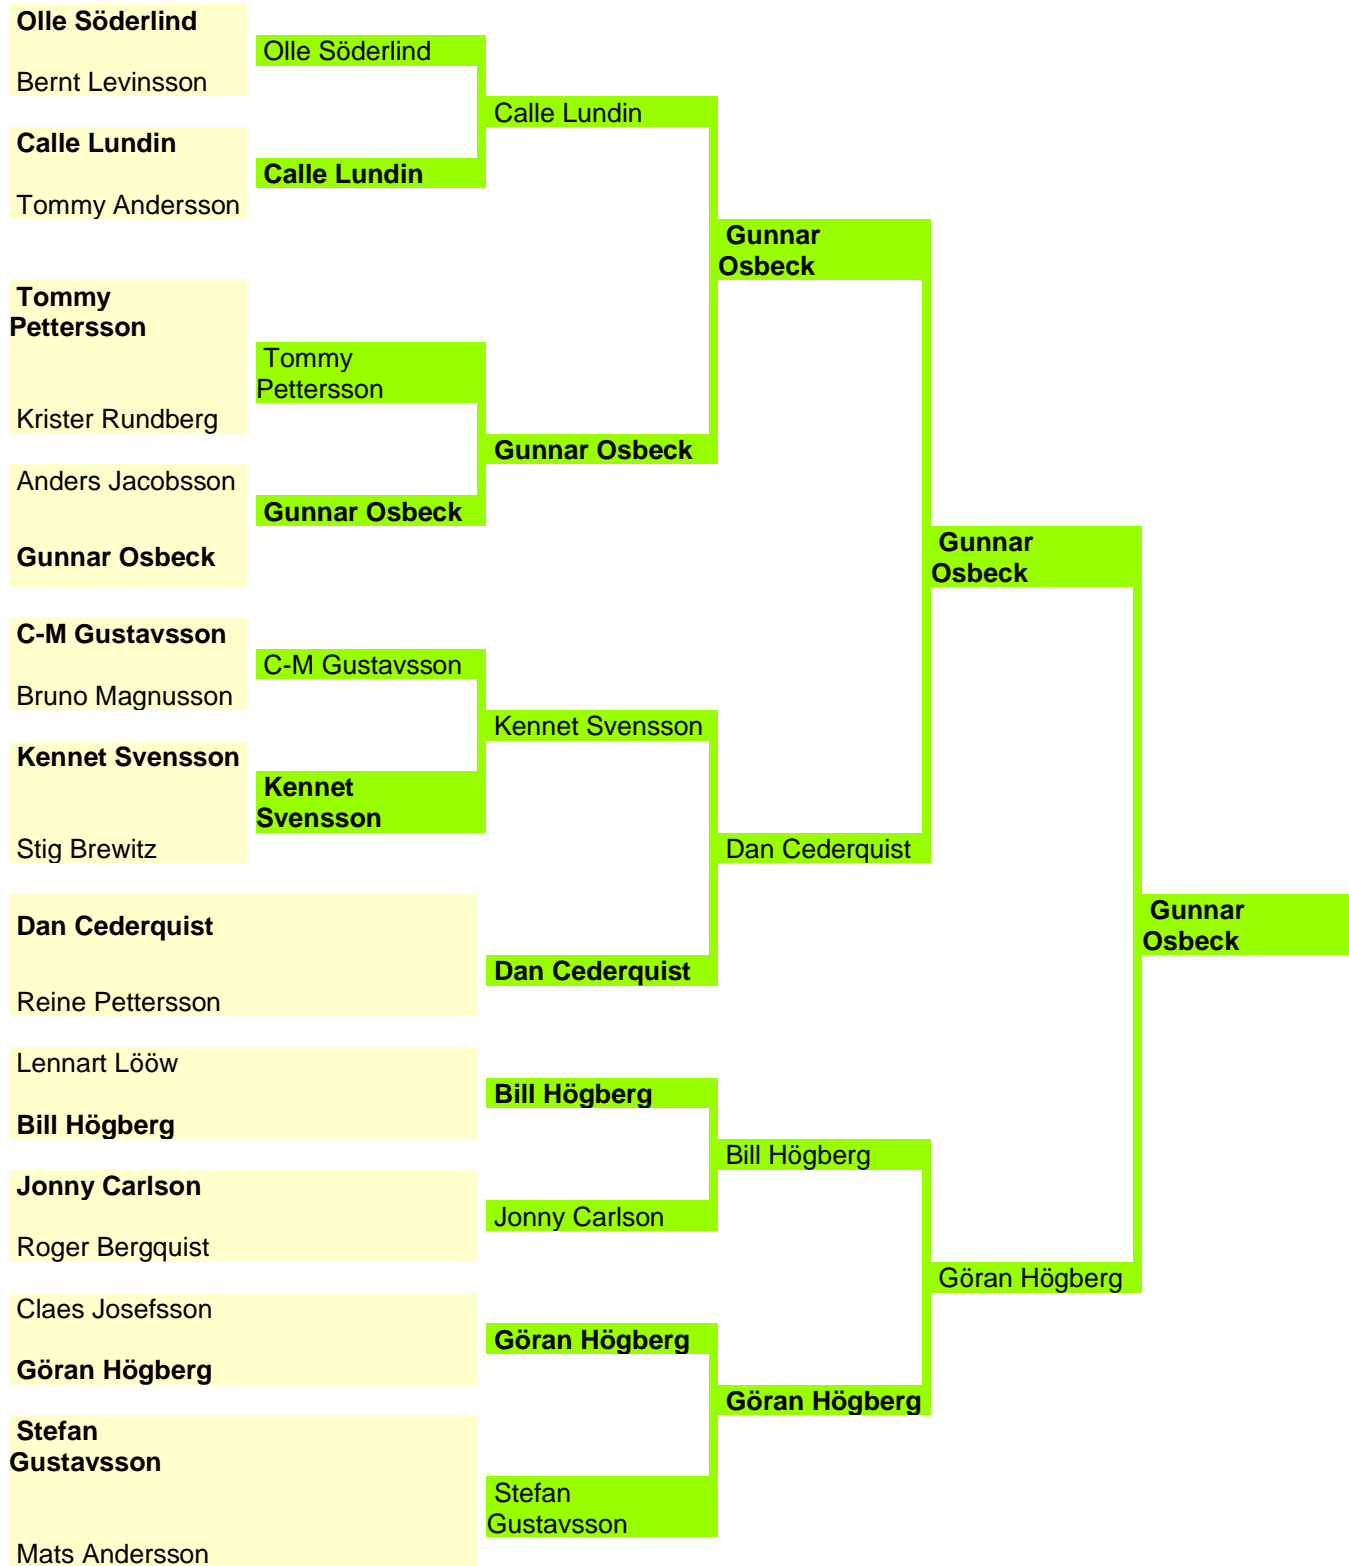 Olle Söderlind
Olle Söderlind
Bernt Levinsson
Calle Lundin
Calle Lundin
Calle Lundin
Tommy Andersson
Gunnar
Osbeck
Tommy
Pettersson
Tommy
Pettersson
Krister Rundberg
Gunnar Osbeck
Anders Jacobsson
Gunnar Osbeck
Gunnar Osbeck
Gunnar
Osbeck
C-M Gustavsson
C-M Gustavsson
Bruno Magnusson
Kennet Svensson
Kennet Svensson
Kennet
Svensson
Stig Brewitz
Dan Cederquist
Dan Cederquist
Gunnar
Osbeck
Dan Cederquist
Reine Pettersson
Lennart Lööw
Bill Högberg
Bill Högberg
Bill Högberg
Jonny Carlson
Jonny Carlson
Roger Bergquist
Göran Högberg
Claes Josefsson
Göran Högberg
Göran Högberg
Göran Högberg
Stefan
Gustavsson
Stefan
Gustavsson
Mats Andersson